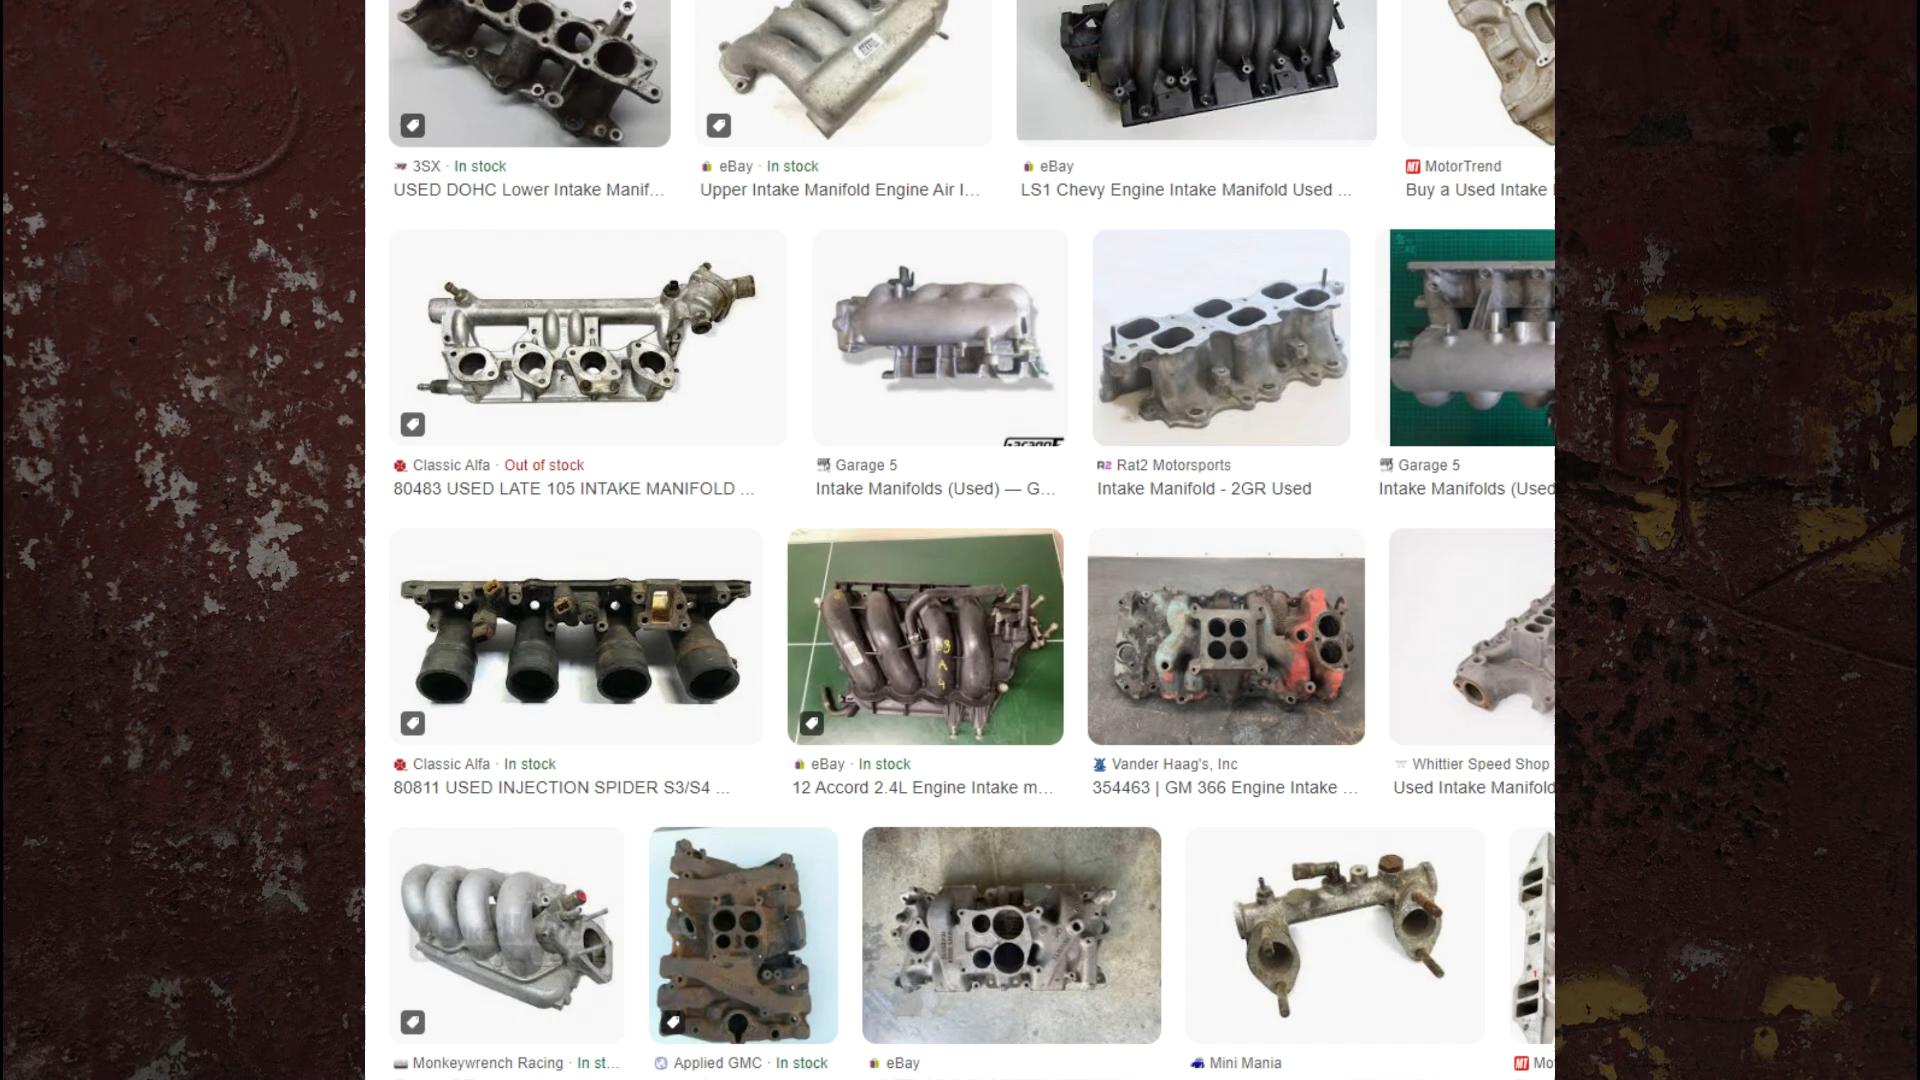 3SX · In stock
USED DOHC Lower Intake Manif...
eBay · In stock
Upper Intake Manifold Engine Air I...
eBay
LS1 Chevy Engine Intake Manifold Used ...
MT MotorTrend
Buy a Used Intake
Classic Alfa · Out of stock
80483 USED LATE 105 INTAKE MANIFOLD ...
Garage 5
Intake Manifolds (Used) — G...
R2 Rat2 Motorsports
Intake Manifold - 2GR Used
Garage 5
Intake Manifolds (Used
Classic Alfa · In stock
80811 USED INJECTION SPIDER S3/S4 ...
eBay · In stock
12 Accord 2.4L Engine Intake m...
Vander Haag's, Inc
354463 | GM 366 Engine Intake ...
Whittier Speed Shop
Used Intake Manifold
Monkeywrench Racing · In st...
Applied GMC · In stock
eBay
Mini Mania
MT Mo